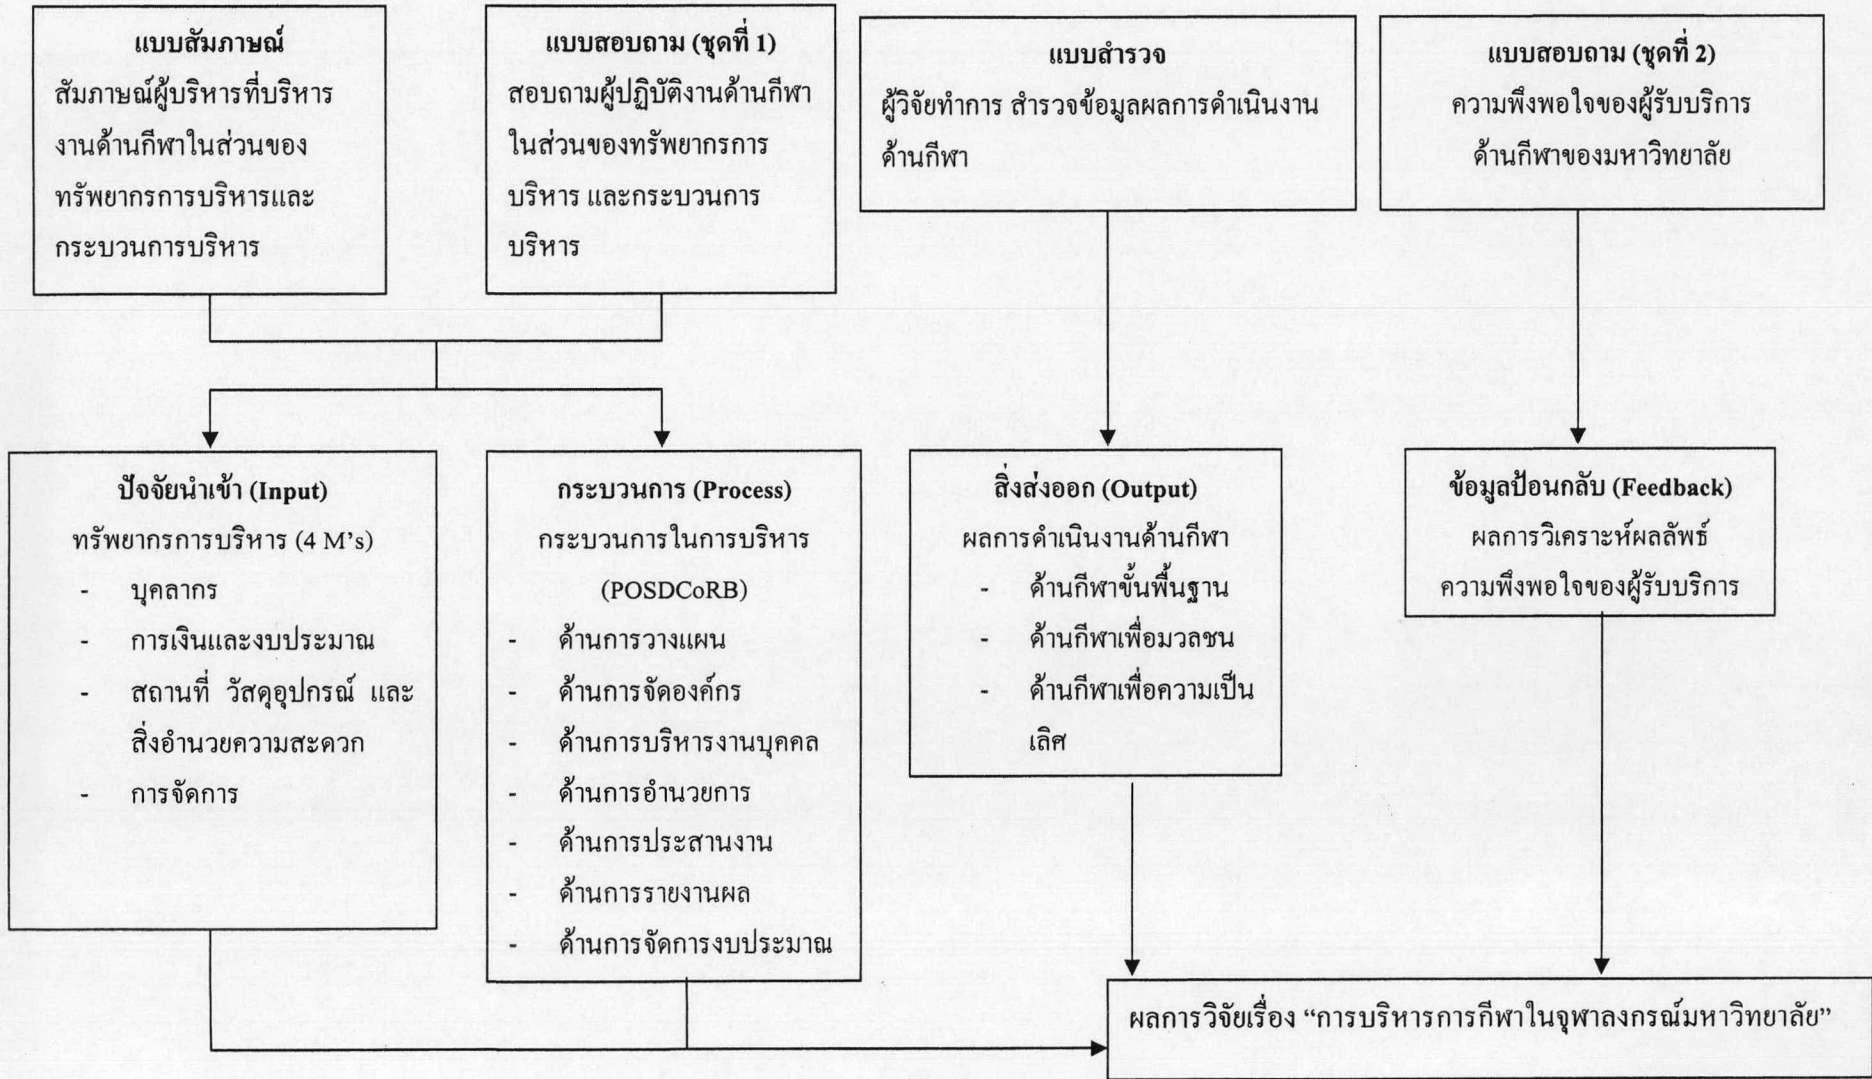 แบบสัมภาษณ์
สัมภาษณ์ผู้บริหารที่บริหาร
งานด้านกีฬาในส่วนของ
ทรัพยากรการบริหารและ
กระบวนการบริหาร
แบบสอบถาม (ชุดที่ 1)
สอบถามผู้ปฏิบัติงานด้านกีฬา
ในส่วนของทรัพยากรการ
บริหาร และกระบวนการ
บริหาร
แบบสำรวจ
ผู้วิจัยทำการ สำรวจข้อมูลผลการดำเนินงาน
ด้านกีฬา
แบบสอบถาม (ชุดที่ 2)
ความพึงพอใจของผู้รับบริการ
ด้านกีฬาของมหาวิทยาลัย
ปัจจัยนำเข้า (Input)
ทรัพยากรการบริหาร (4 M’s)
- บุคลากร
- การเงินและงบประมาณ
- สถานที่ วัสดุอุปกรณ์ และ
สิ่งอำนวยความสะดวก
- การจัดการ
กระบวนการ (Process)
กระบวนการในการบริหาร
(POSDCoRB)
- ด้านการวางแผน
- ด้านการจัดองค์กร
- ด้านการบริหารงานบุคคล
- ด้านการอำนวยการ
- ด้านการประสานงาน
- ด้านการรายงานผล
- ด้านการจัดการงบประมาณ
สิ่งส่งออก (Output)
ผลการดำเนินงานด้านกีฬา
- ด้านกีฬาขั้นพื้นฐาน
- ด้านกีฬาเพื่อมวลชน
- ด้านกีฬาเพื่อความเป็น
เลิศ
ข้อมูลป้อนกลับ (Feedback)
ผลการวิเคราะห์ผลลัพธ์
ความพึงพอใจของผู้รับบริการ
ผลการวิจัยเรื่อง “การบริหารการกีฬาในจุฬาลงกรณ์มหาวิทยาลัย”